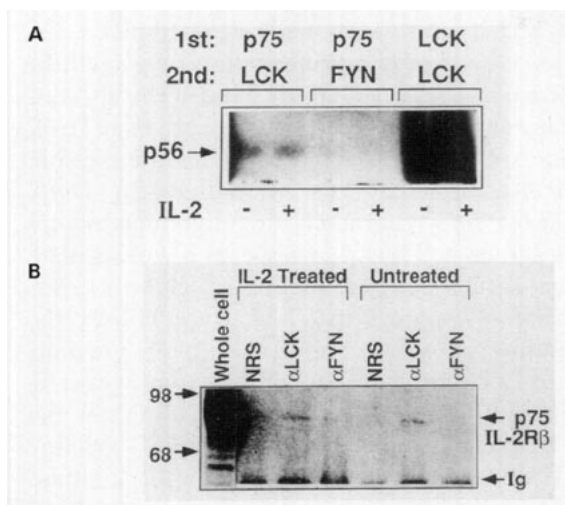 A
1st: p75 p75 LCK
2nd: LCK FYN LCK
p56
IL-2 - + - + - +
B
IL-2 Treated Untreated
Whole cell NRS αLCK αFYN NRS αLCK αFYN
98
p75
IL-2Rβ
68
Ig